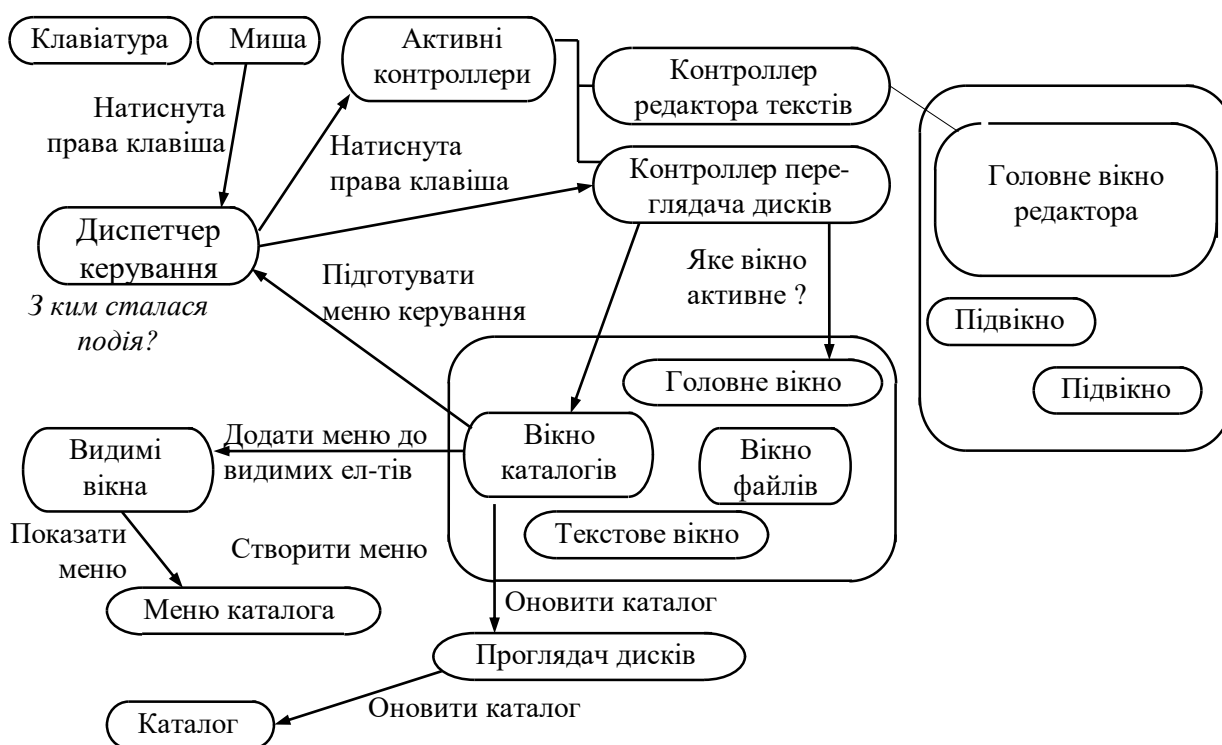 Клавіатура
Миша
Активні
контроллери
Контроллер
редактора текстів
Натиснута
права клавіша
Натиснута
права клавіша
Контроллер пере-
глядача дисків
Головне вікно
редактора
Диспетчер
керування
З ким сталася
подія?
Підготувати
меню керування
Яке вікно
активне ?
Підвікно
Підвікно
Головне вікно
Додати меню до
видимих ел-тів
Видимі
вікна
Вікно
каталогів
Вікно
файлів
Текстове вікно
Показати
меню
Створити меню
Меню каталога
Оновити каталог
Проглядач дисків
Оновити каталог
Каталог